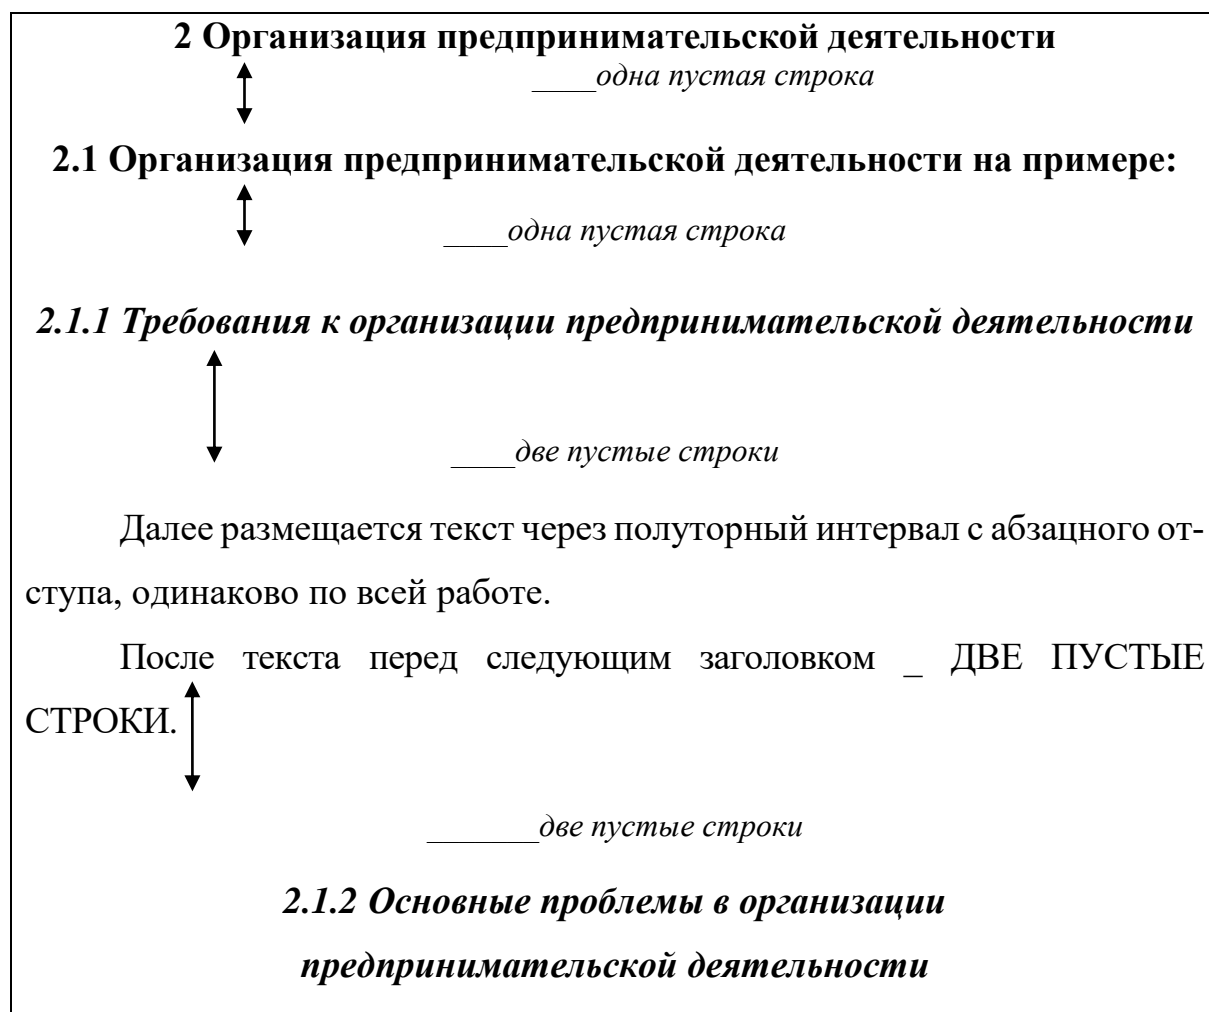 2 Организация предпринимательской деятельности
____одна пустая строка
2.1 Организация предпринимательской деятельности на примере:
____одна пустая строка
2.1.1 Требования к организации предпринимательской деятельности
____две пустые строки
Далее размещается текст через полуторный интервал с абзацного от-
ступа, одинаково по всей работе.
После текста перед следующим заголовком _ ДВЕ ПУСТЫЕ
СТРОКИ.
_______две пустые строки
2.1.2 Основные проблемы в организации
предпринимательской деятельности